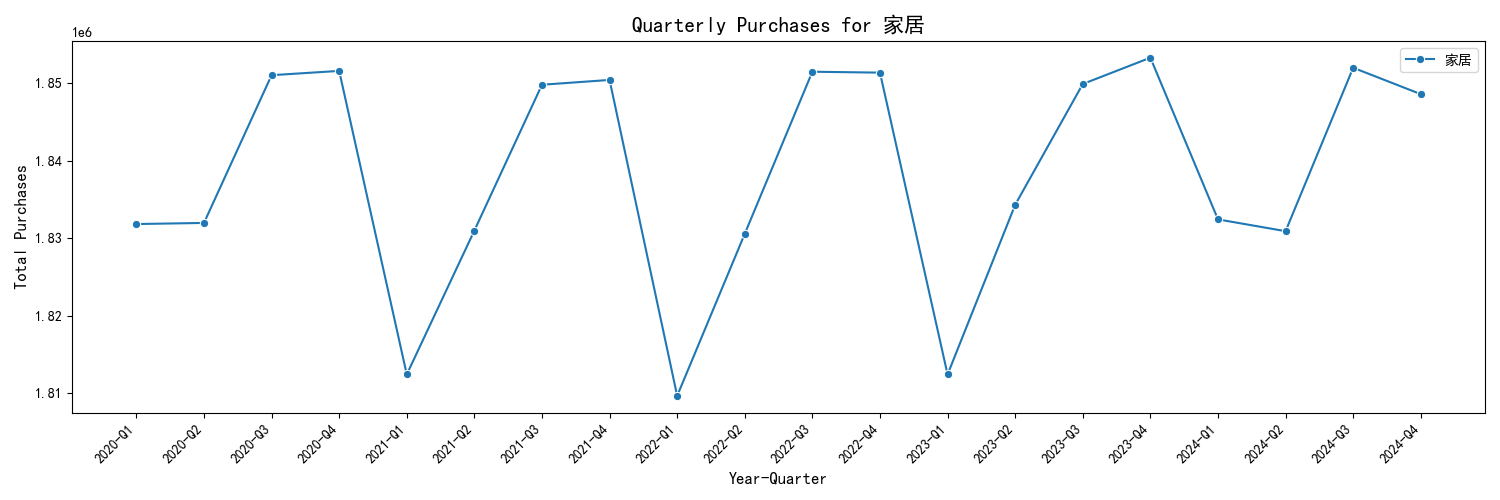 Quarterly Purchases for 家居
1e6
家居
1.85
1.84
1.83
1.82
1.81
Total Purchases
2020-Q1
2020-Q2
2020-Q3
2020-Q4
2021-Q1
2021-Q2
2021-Q3
2021-Q4
2022-Q1
2022-Q2
2022-Q3
2022-Q4
2023-Q1
2023-Q2
2023-Q3
2023-Q4
2024-Q1
2024-Q2
2024-Q3
2024-Q4
Year-Quarter